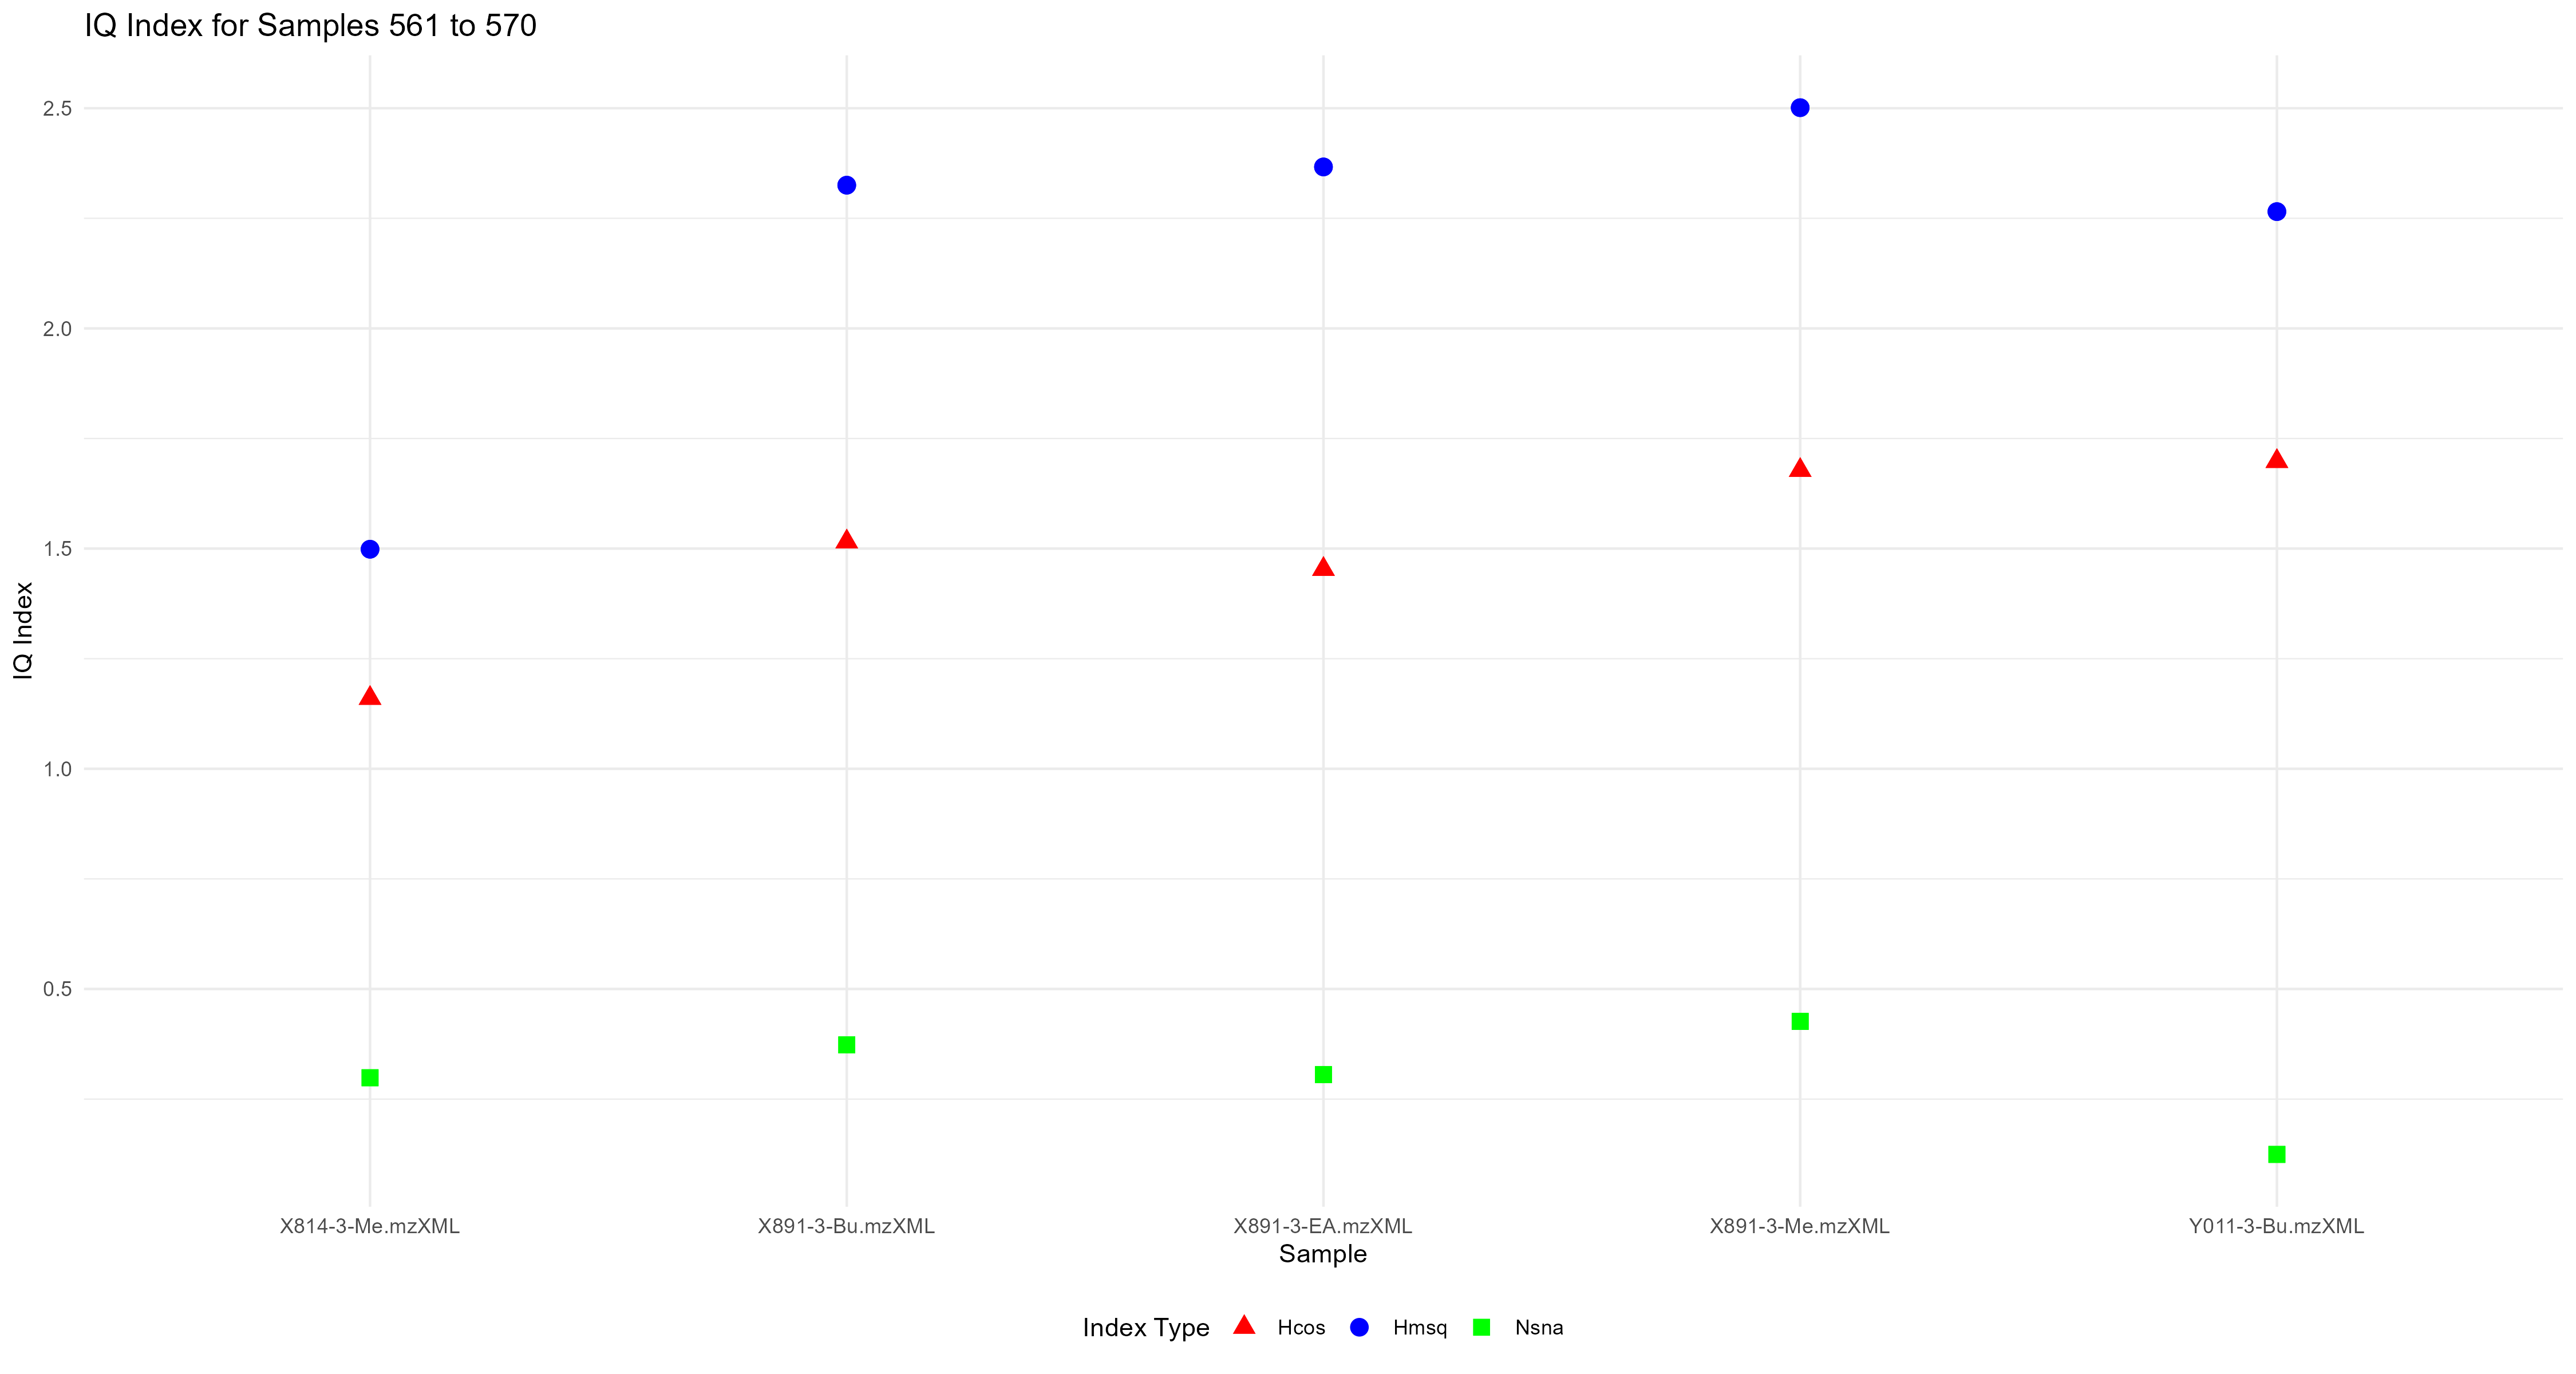 IQ Index for Samples 561 to 570
IQ Index
2.5
2.0
1.5
1.0
0.5
X814-3-Me.mzXML X891-3-Bu.mzXML X891-3-EA.mzXML X891-3-Me.mzXML Y011-3-Bu.mzXML
Sample
Index Type Hcos Hmsq Nsna